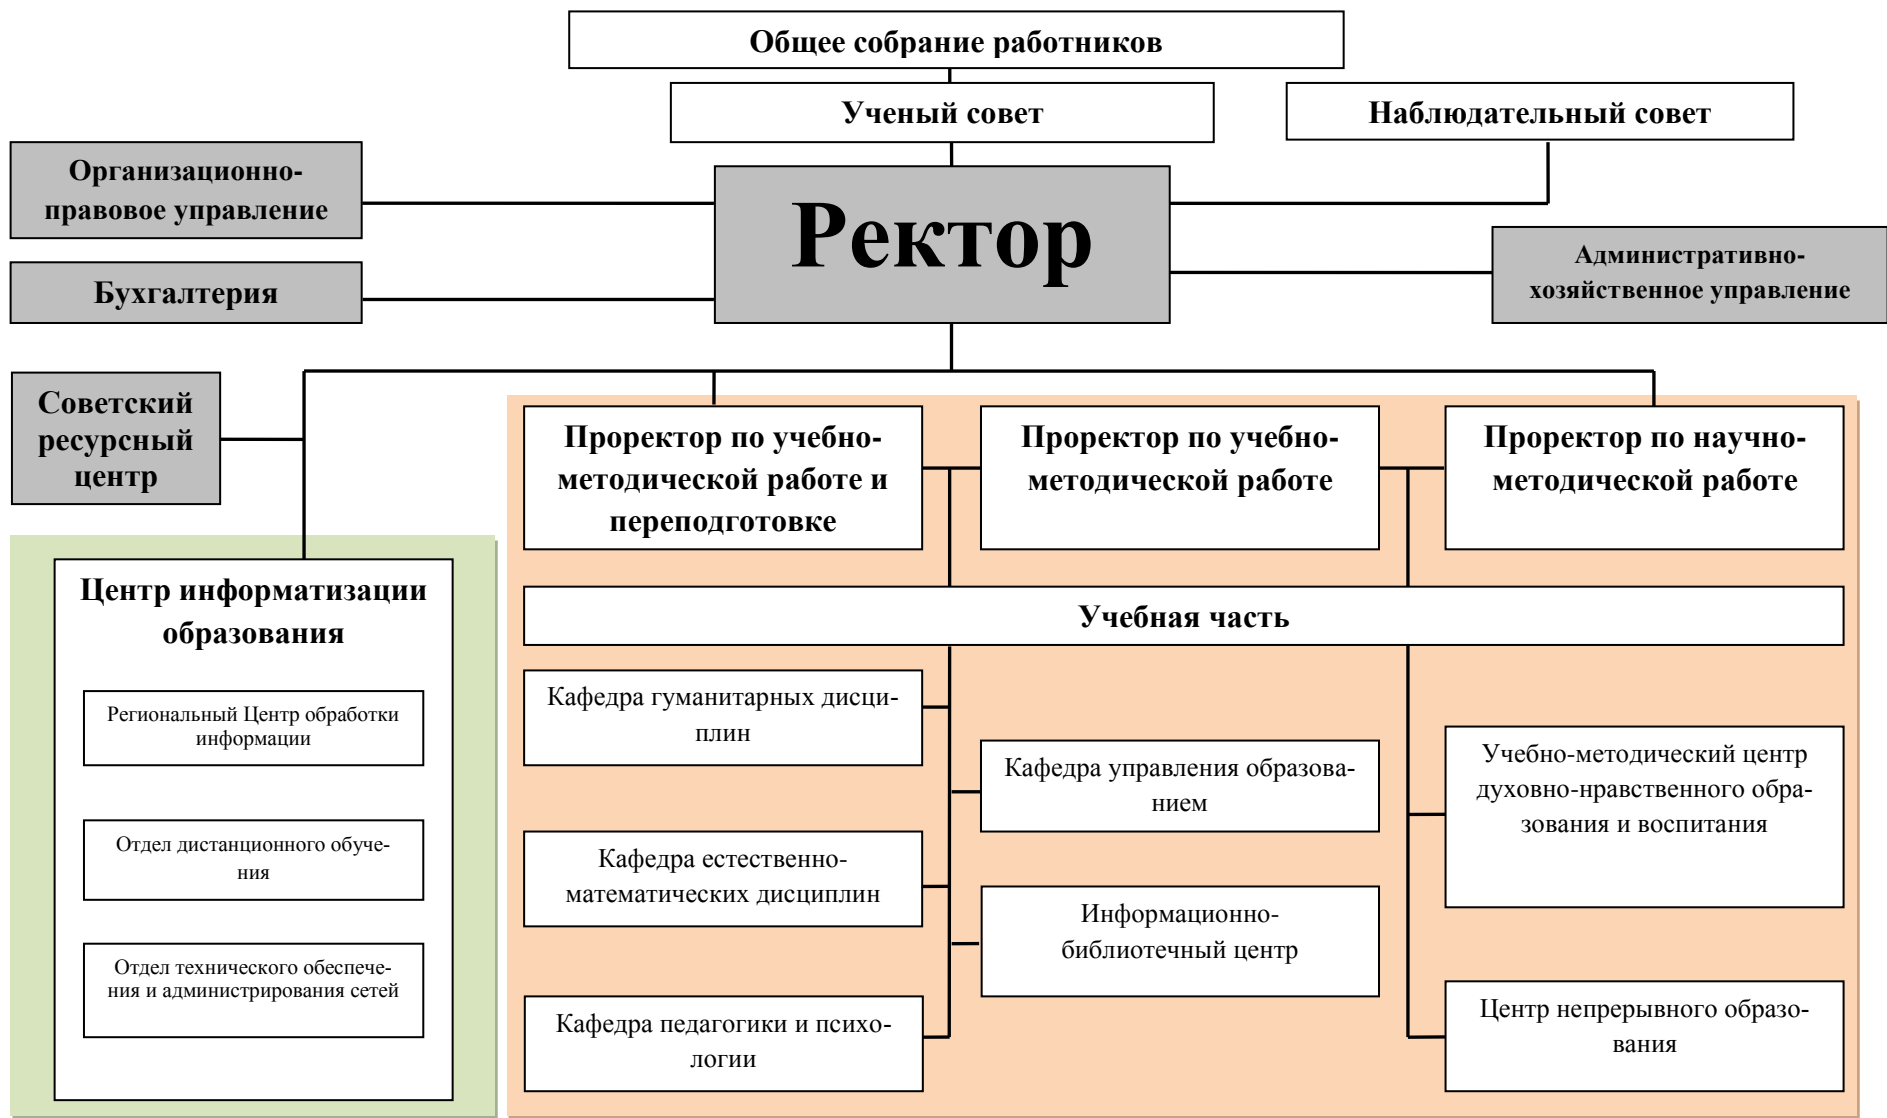 Общее собрание работников
Ученый совет
Наблюдательный совет
Организационно-
правовое управление
Ректор
Административно-
хозяйственное управление
Бухгалтерия
Советский
ресурсный
центр
Проректор по учебно-
методической работе и
переподготовке
Проректор по учебно-
методической работе
Проректор по научно-
методической работе
Центр информатизации
образования
Региональный Центр обработки
информации
Отдел дистанционного обуче-
ния
Отдел технического обеспече-
ния и администрирования сетей
Учебная часть
Кафедра гуманитарных дисци-
плин
Кафедра естественно-
математических дисциплин
Кафедра педагогики и психо-
логии
Кафедра управления образова-
нием
Информационно-
библиотечный центр
Учебно-методический центр
духовно-нравственного обра-
зования и воспитания
Центр непрерывного образо-
вания